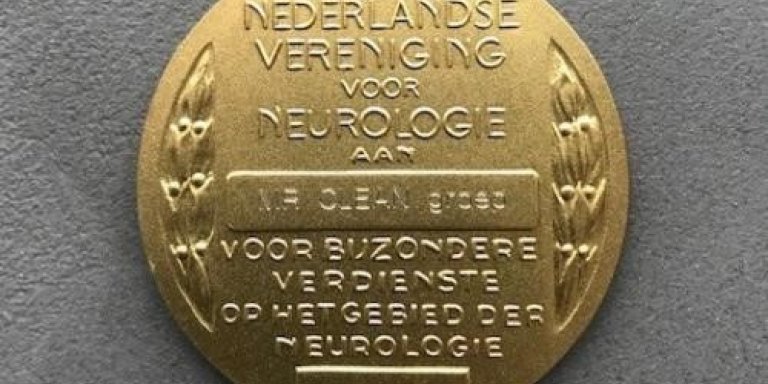 NEDERLANDSE
VERENIGING
VOOR
NEUROLOGIE
AAN
MR CLEAN groep
VOOR BIJZONDERE
VERDIENSTE
OP HET GEBIED DER
NEUROLOGIE